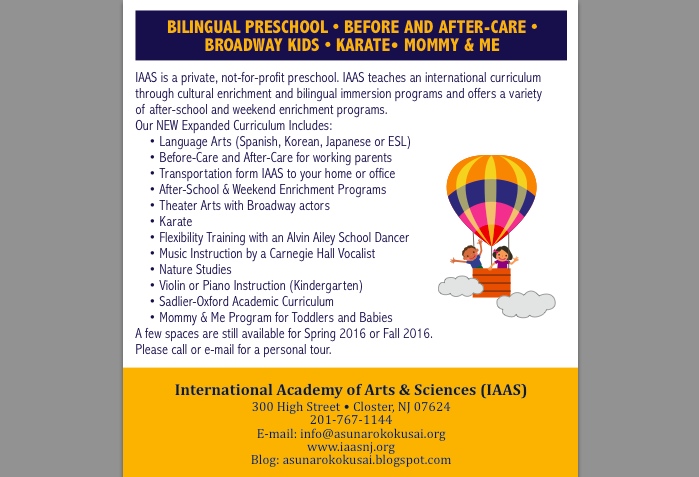 BILINGUAL PRESCHOOL • BEFORE AND AFTER-CARE •
BROADWAY KIDS • KARATE• MOMMY & ME
IAAS is a private, not-for-profit preschool. IAAS teaches an international curriculum
through cultural enrichment and bilingual immersion programs and offers a variety
of after-school and weekend enrichment programs.
Our NEW Expanded Curriculum Includes:
• Language Arts (Spanish, Korean, Japanese or ESL)
• Before-Care and After-Care for working parents
• Transportation form IAAS to your home or office
• After-School & Weekend Enrichment Programs
• Theater Arts with Broadway actors
• Karate
• Flexibility Training with an Alvin Ailey School Dancer
• Music Instruction by a Carnegie Hall Vocalist
• Nature Studies
• Violin or Piano Instruction (Kindergarten)
• Sadlier-Oxford Academic Curriculum
• Mommy & Me Program for Toddlers and Babies
A few spaces are still available for Spring 2016 or Fall 2016.
Please call or e-mail for a personal tour.
International Academy of Arts & Sciences (IAAS)
300 High Street • Closter, NJ 07624
201-767-1144
E-mail: info@asunarokokusai.org
www.iaasnj.org
Blog: asunarokokusai.blogspot.com